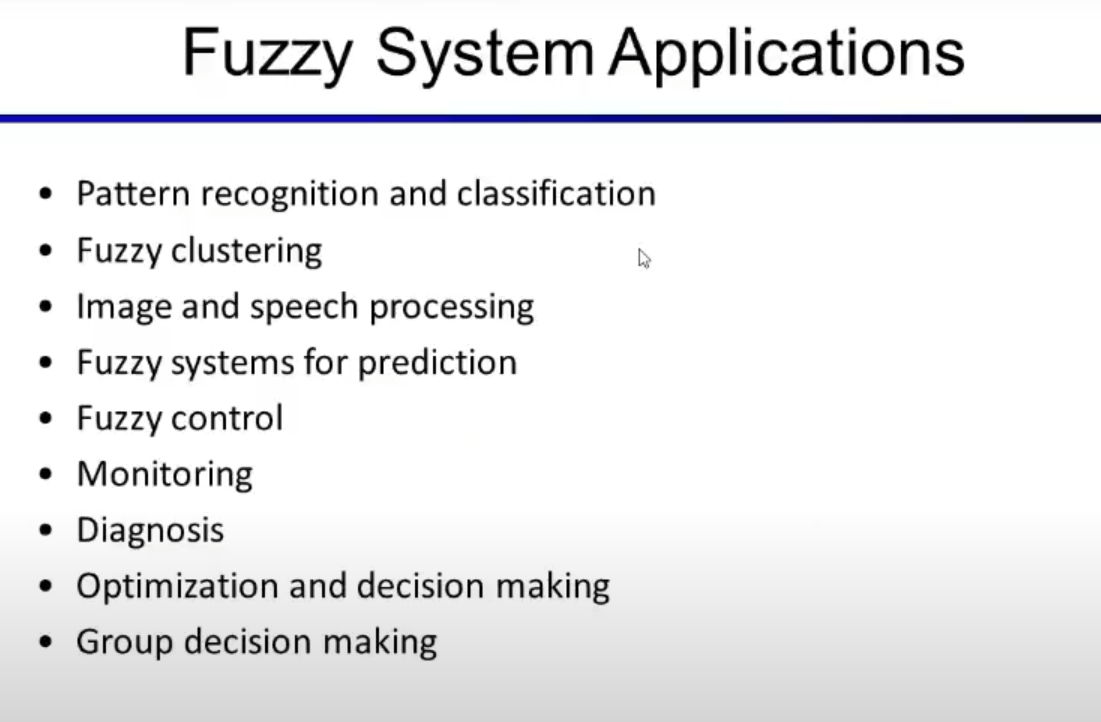 Fuzzy System Applications
• Pattern recognition and classification
• Fuzzy clustering
• Image and speech processing
• Fuzzy systems for prediction
• Fuzzy control
• Monitoring
• Diagnosis
• Optimization and decision making
• Group decision making